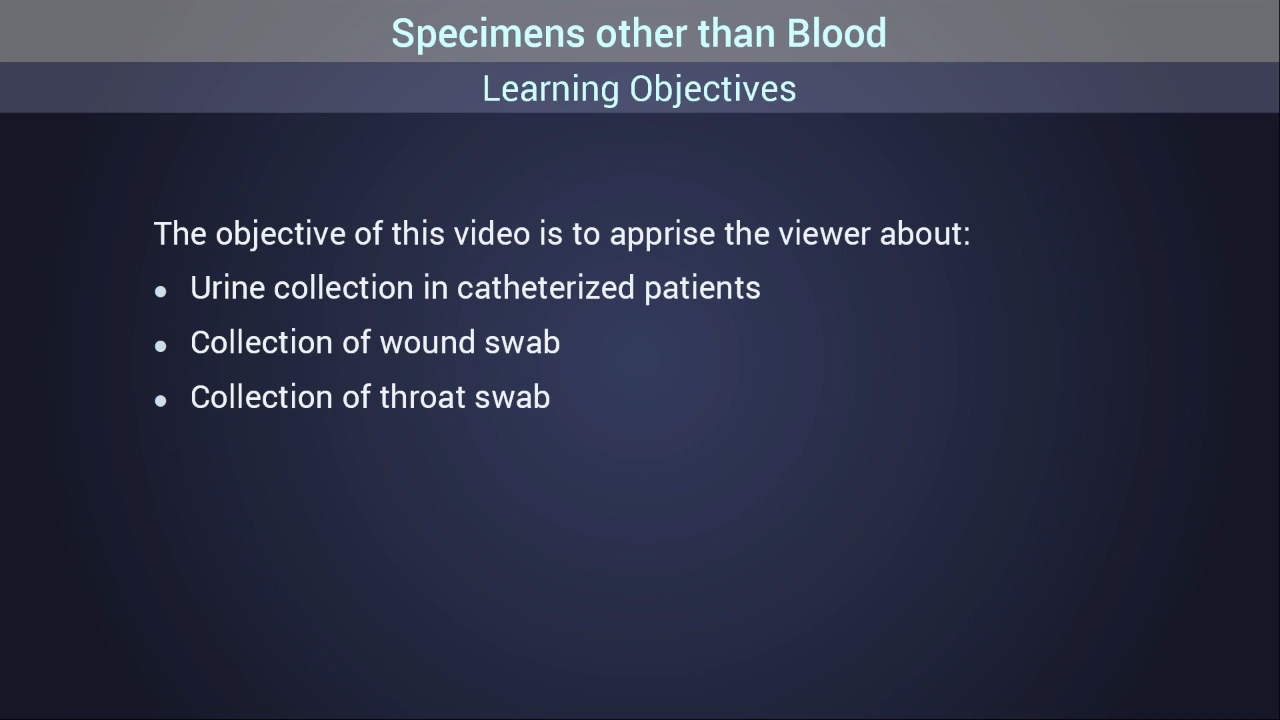 Specimens other than Blood
Learning Objectives
The objective of this video is to apprise the viewer about:
● Urine collection in catheterized patients
● Collection of wound swab
● Collection of throat swab